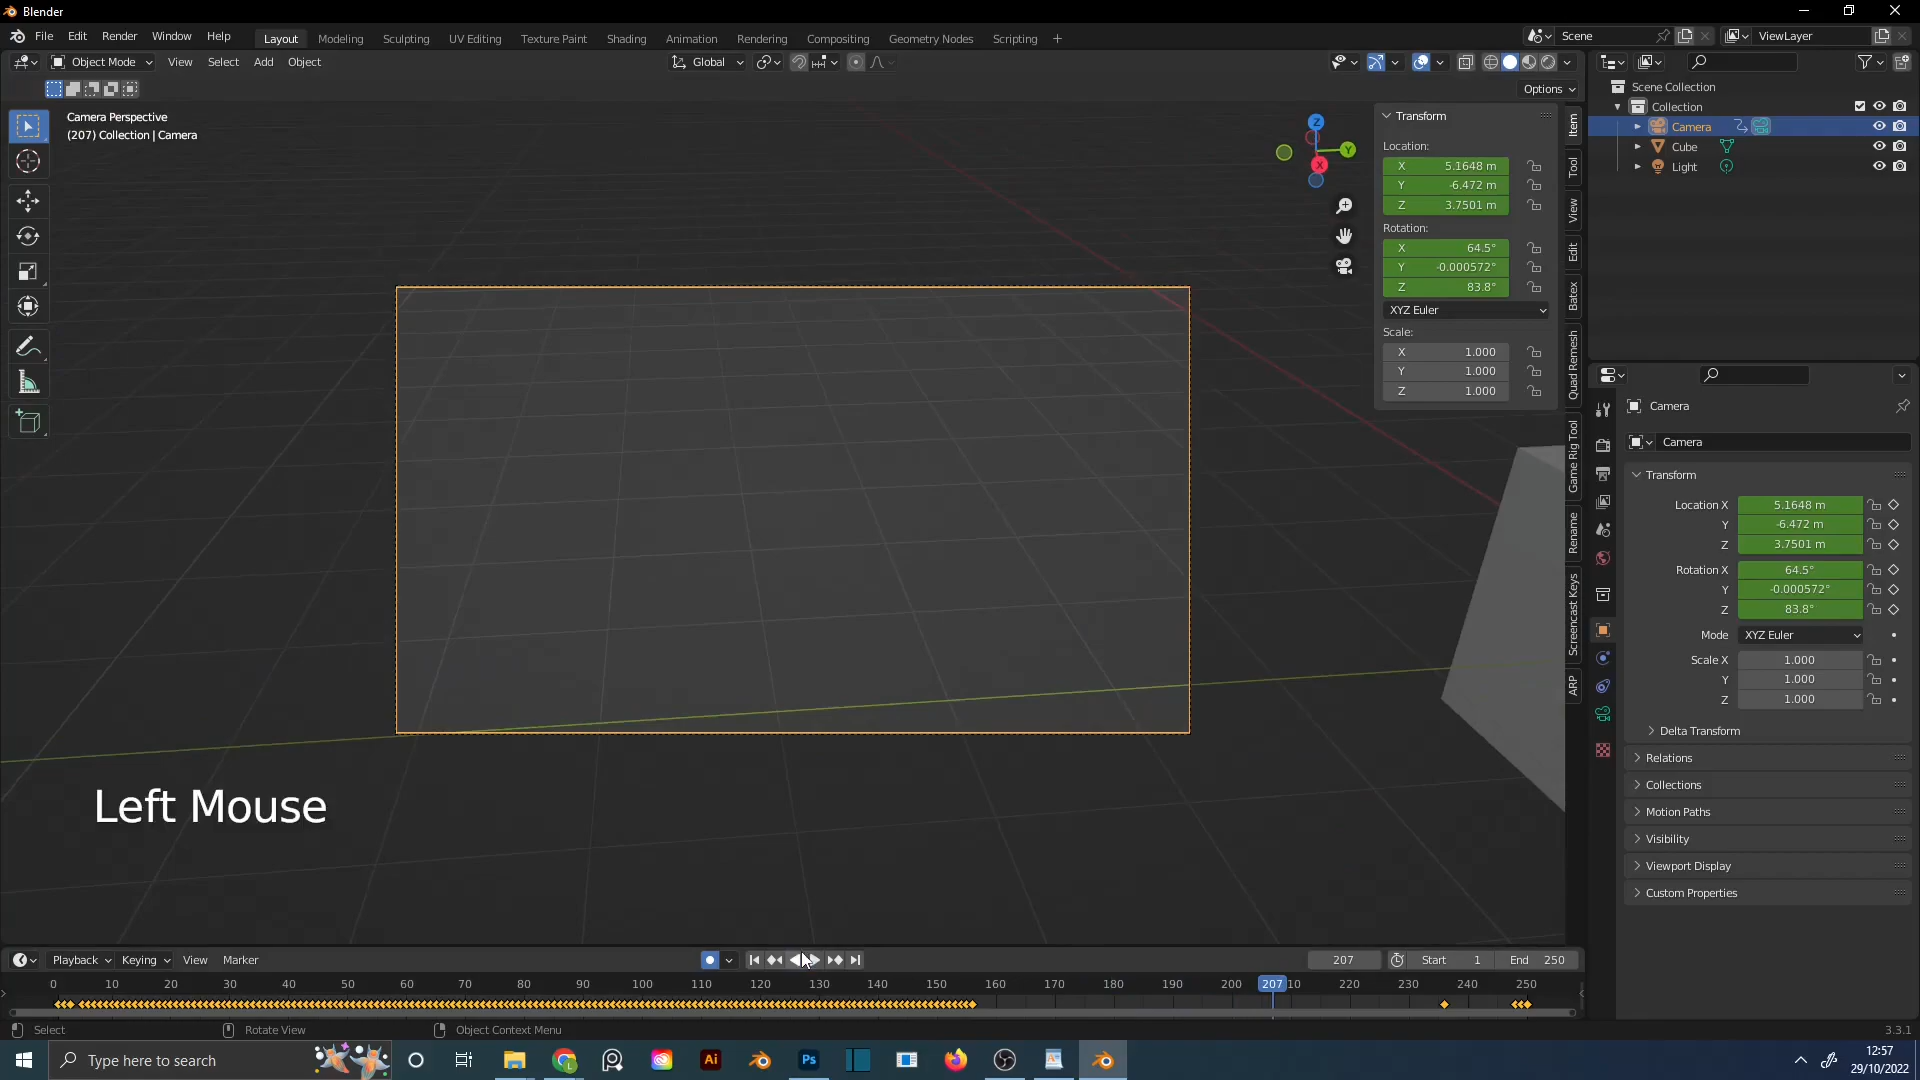 Blender
File Edit Render Window Help
Layout Modeling Sculpting UV Editing Texture Paint Shading Animation Rendering Compositing Geometry Nodes Scripting +
Scene
ViewLayer
Object Mode View Select Add Object
Global
Options
Camera Perspective
(207) Collection | Camera
Z
Y
X
Transform
Location:
X 5.1648 m
Y -6.472 m
Z 3.7501 m
Rotation:
X 64.5°
Y -0.000572°
Z 83.8°
XYZ Euler
Scale:
X 1.000
Y 1.000
Z 1.000
Item
Tool
View
Edit
Batex
Quad Remesh
Game Rig Tool
Rename
Screencast Keys
ARP
Scene Collection
Collection
Camera
Cube
Light
Camera
Camera
Transform
Location X 5.1648 m
Y -6.472 m
Z 3.7501 m
Rotation X 64.5°
Y -0.000572°
Z 83.8°
Mode XYZ Euler
Scale X 1.000
Y 1.000
Z 1.000
Delta Transform
Relations
Collections
Motion Paths
Visibility
Viewport Display
Custom Properties
Left Mouse
Playback Keying View Marker
207 Start 1 End 250
0 10 20 30 40 50 60 70 80 90 100 110 120 130 140 150 160 170 180 190 200 207 10 220 230 240 250
Select Rotate View Object Context Menu
3.3.1
Type here to search
Ai
Ps
12:57
29/10/2022